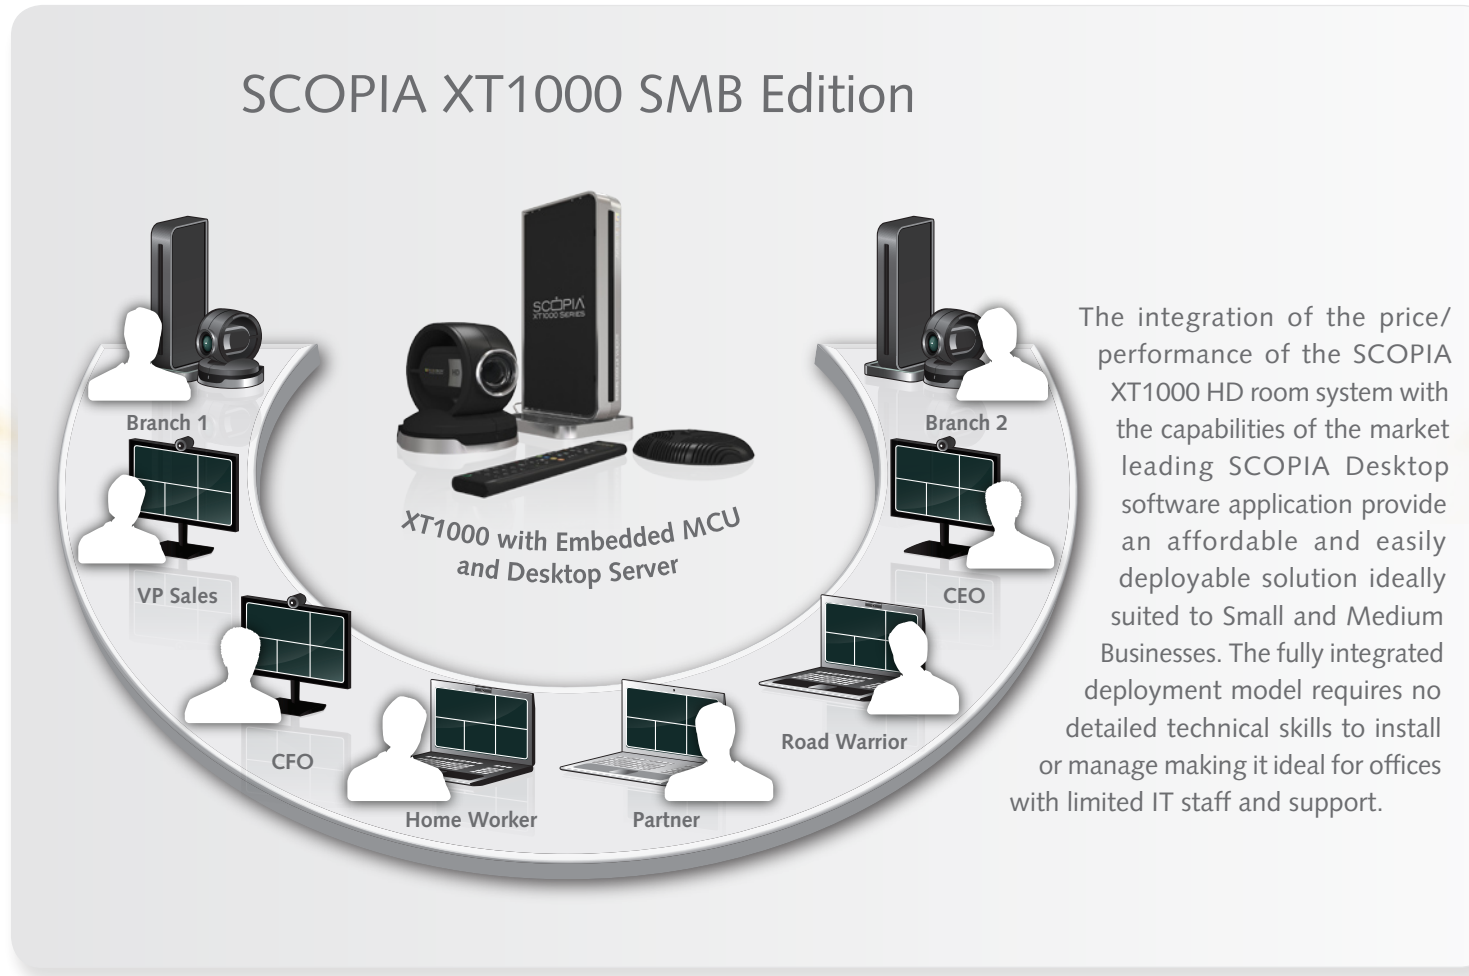 SCOPIA XT1000 SMB Edition
SCOPIA
XT1000 SERIES
Branch 1
Branch 2
XT1000 with Embedded MCU
and Desktop Server
VP Sales
CEO
CFO
Road Warrior
Home Worker
Partner
The integration of the price/
performance of the SCOPIA
XT1000 HD room system with
the capabilities of the market
leading SCOPIA Desktop
software application provide
an affordable and easily
deployable solution ideally
suited to Small and Medium
Businesses. The fully integrated
deployment model requires no
detailed technical skills to install
or manage making it ideal for offices
with limited IT staff and support.